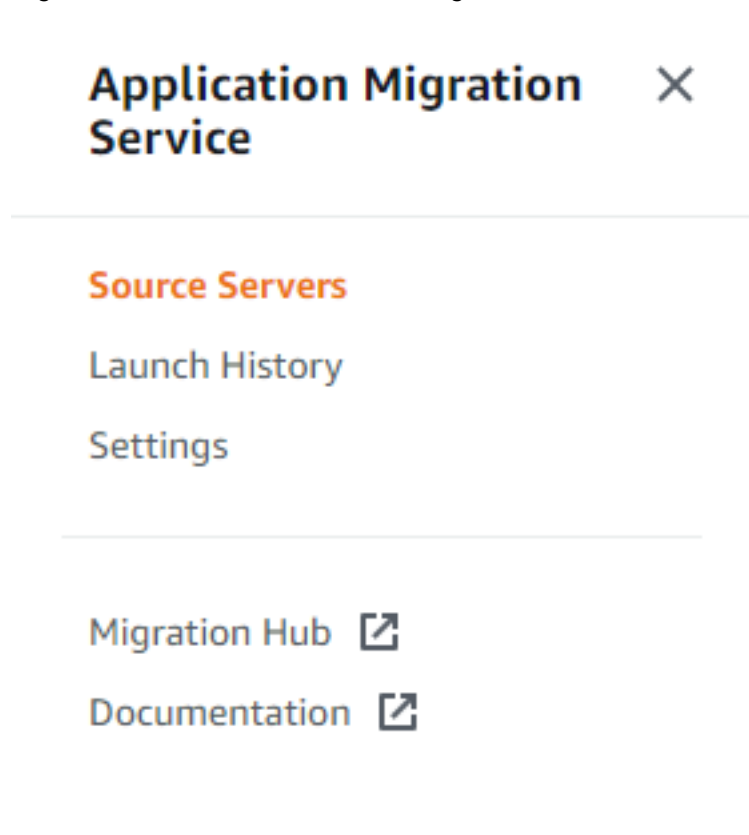 Application Migration
Service
Source Servers
Launch History
Settings
Migration Hub
Documentation